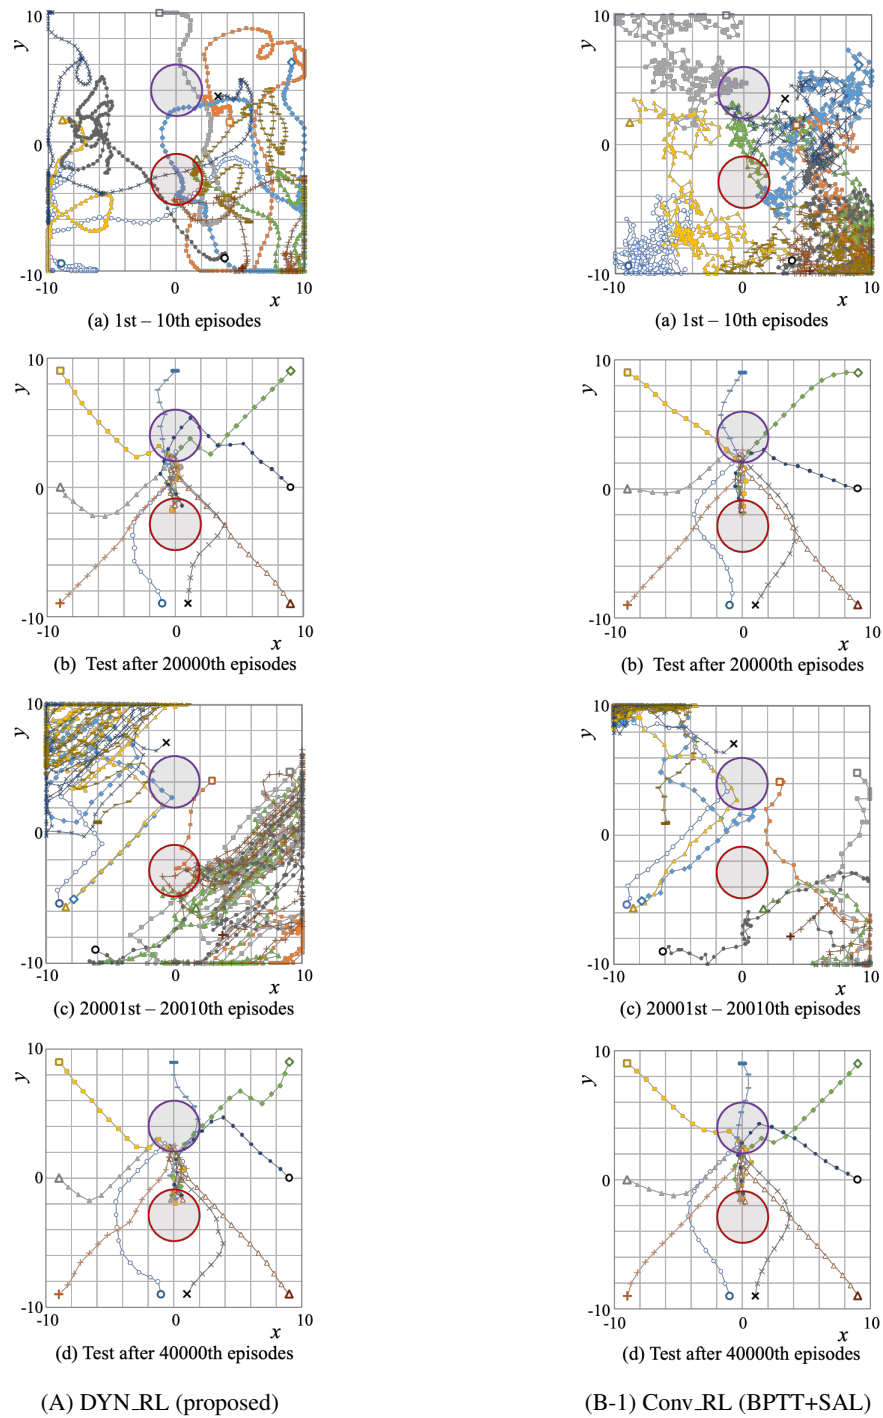 10
y
0
-10
-10
0
10
x
(a) 1st – 10th episodes
10
y
0
-10
-10
0
10
x
(a) 1st – 10th episodes
10
y
0
-10
-10
0
10
x
(b) Test after 20000th episodes
10
y
0
-10
-10
0
10
x
(b) Test after 20000th episodes
10
y
0
-10
-10
0
10
x
(c) 20001st – 20010th episodes
10
y
0
-10
-10
0
10
x
(c) 20001st – 20010th episodes
10
y
0
-10
-10
0
10
x
(d) Test after 40000th episodes
10
y
0
-10
-10
0
10
x
(d) Test after 40000th episodes
(A) DYN_RL (proposed)
(B-1) Conv_RL (BPTT+SAL)